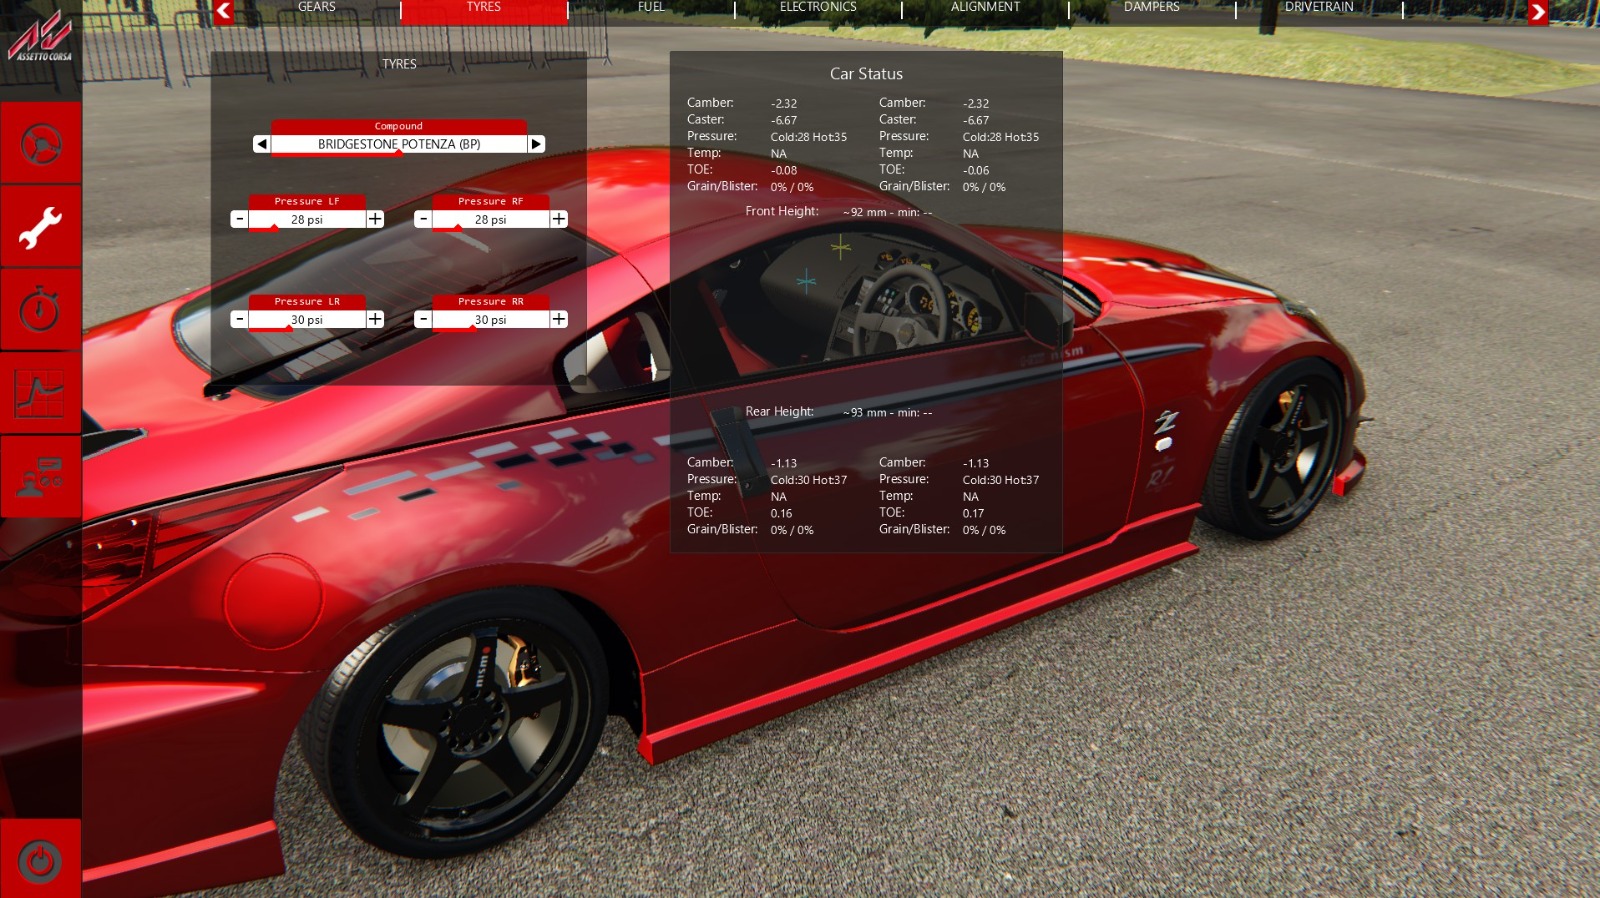 GEARS
TYRES
FUEL
ELECTRONICS
ALIGNMENT
DAMPERS
DRIVETRAIN
ASSETTO CORSA
TYRES
Compound
BRIDGESTONE POTENZA (BP)
Pressure LF
28 psi
Pressure RF
28 psi
Pressure LR
30 psi
Pressure RR
30 psi
Car Status
Camber: -2.32 Camber: -2.32
Caster: -6.67 Caster: -6.67
Pressure: Cold:28 Hot:35 Pressure: Cold:28 Hot:35
Temp: NA Temp: NA
TOE: -0.08 TOE: -0.06
Grain/Blister: 0% / 0% Grain/Blister: 0% / 0%
Front Height: ~92 mm - min: --
Rear Height: ~93 mm - min: --
Camber: -1.13 Camber: -1.13
Pressure: Cold:30 Hot:37 Pressure: Cold:30 Hot:37
Temp: NA Temp: NA
TOE: 0.16 TOE: 0.17
Grain/Blister: 0% / 0% Grain/Blister: 0% / 0%
nismo
Z
nismo